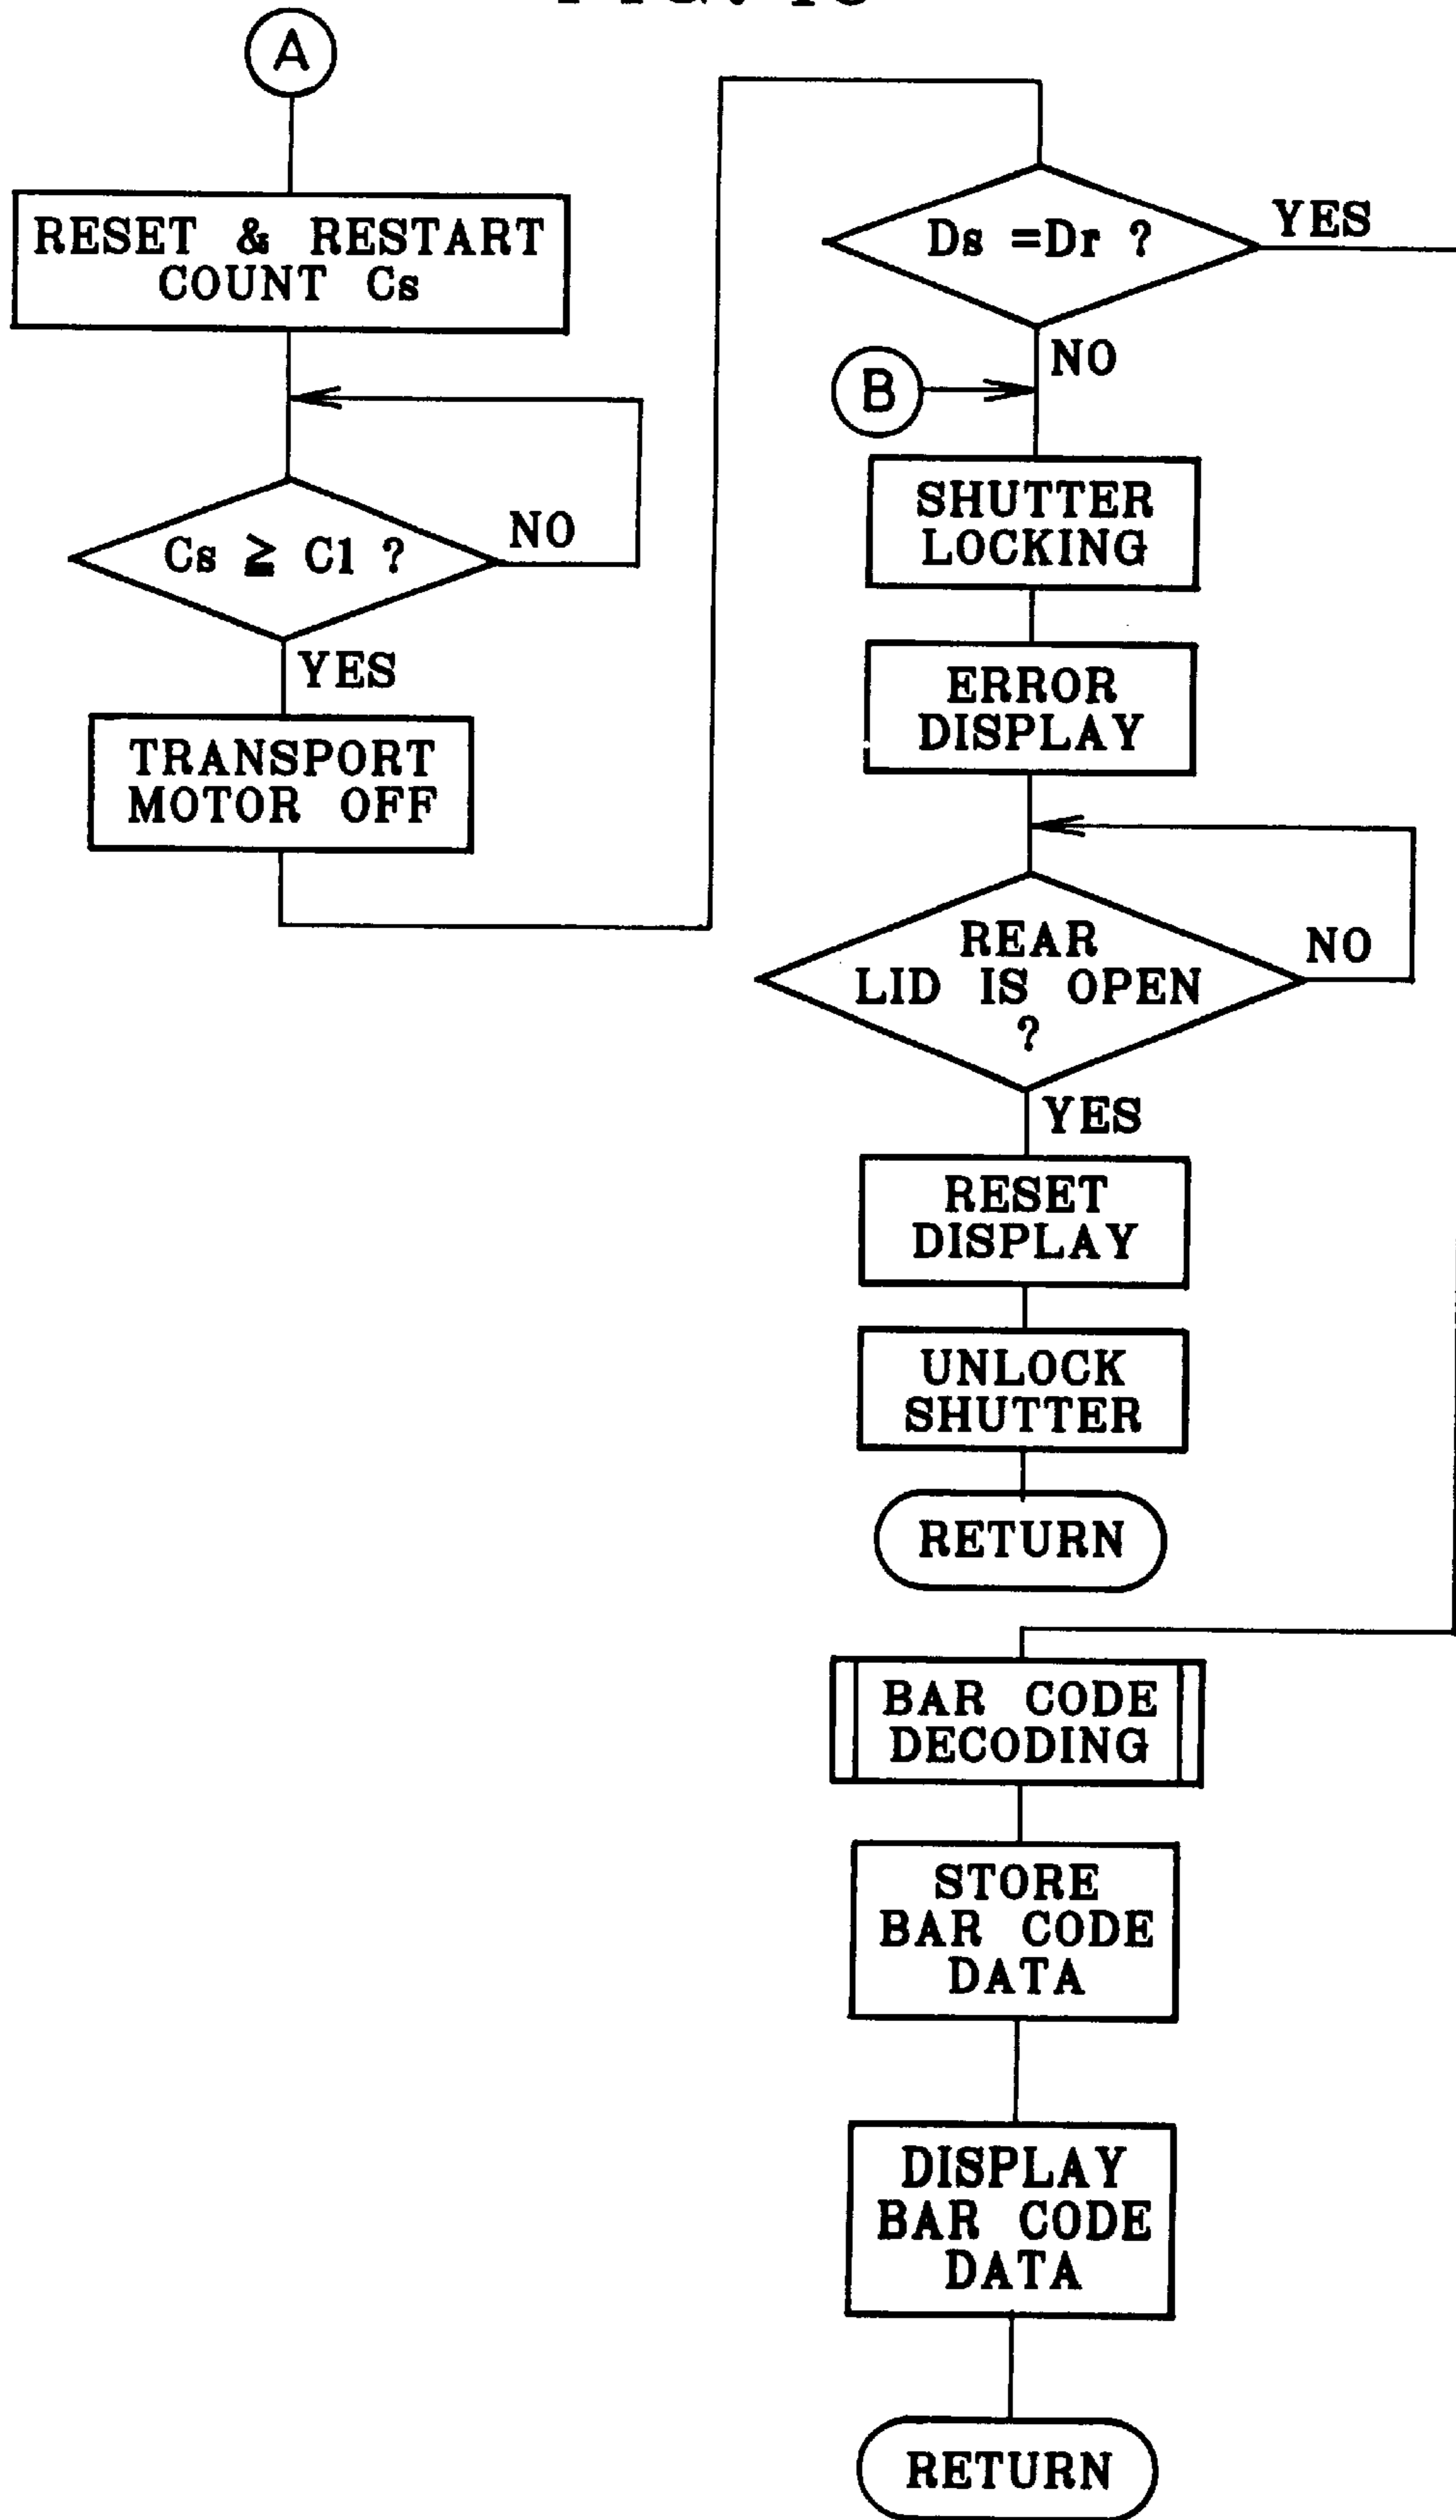 A
RESET & RESTART
COUNT Cs
Cs ≧ C1 ?
NO
YES
TRANSPORT
MOTOR OFF
Ds =Dr ?
YES
NO
B
SHUTTER
LOCKING
ERROR
DISPLAY
REAR
LID IS OPEN
?
NO
YES
RESET
DISPLAY
UNLOCK
SHUTTER
RETURN
BAR CODE
DECODING
STORE
BAR CODE
DATA
DISPLAY
BAR CODE
DATA
RETURN